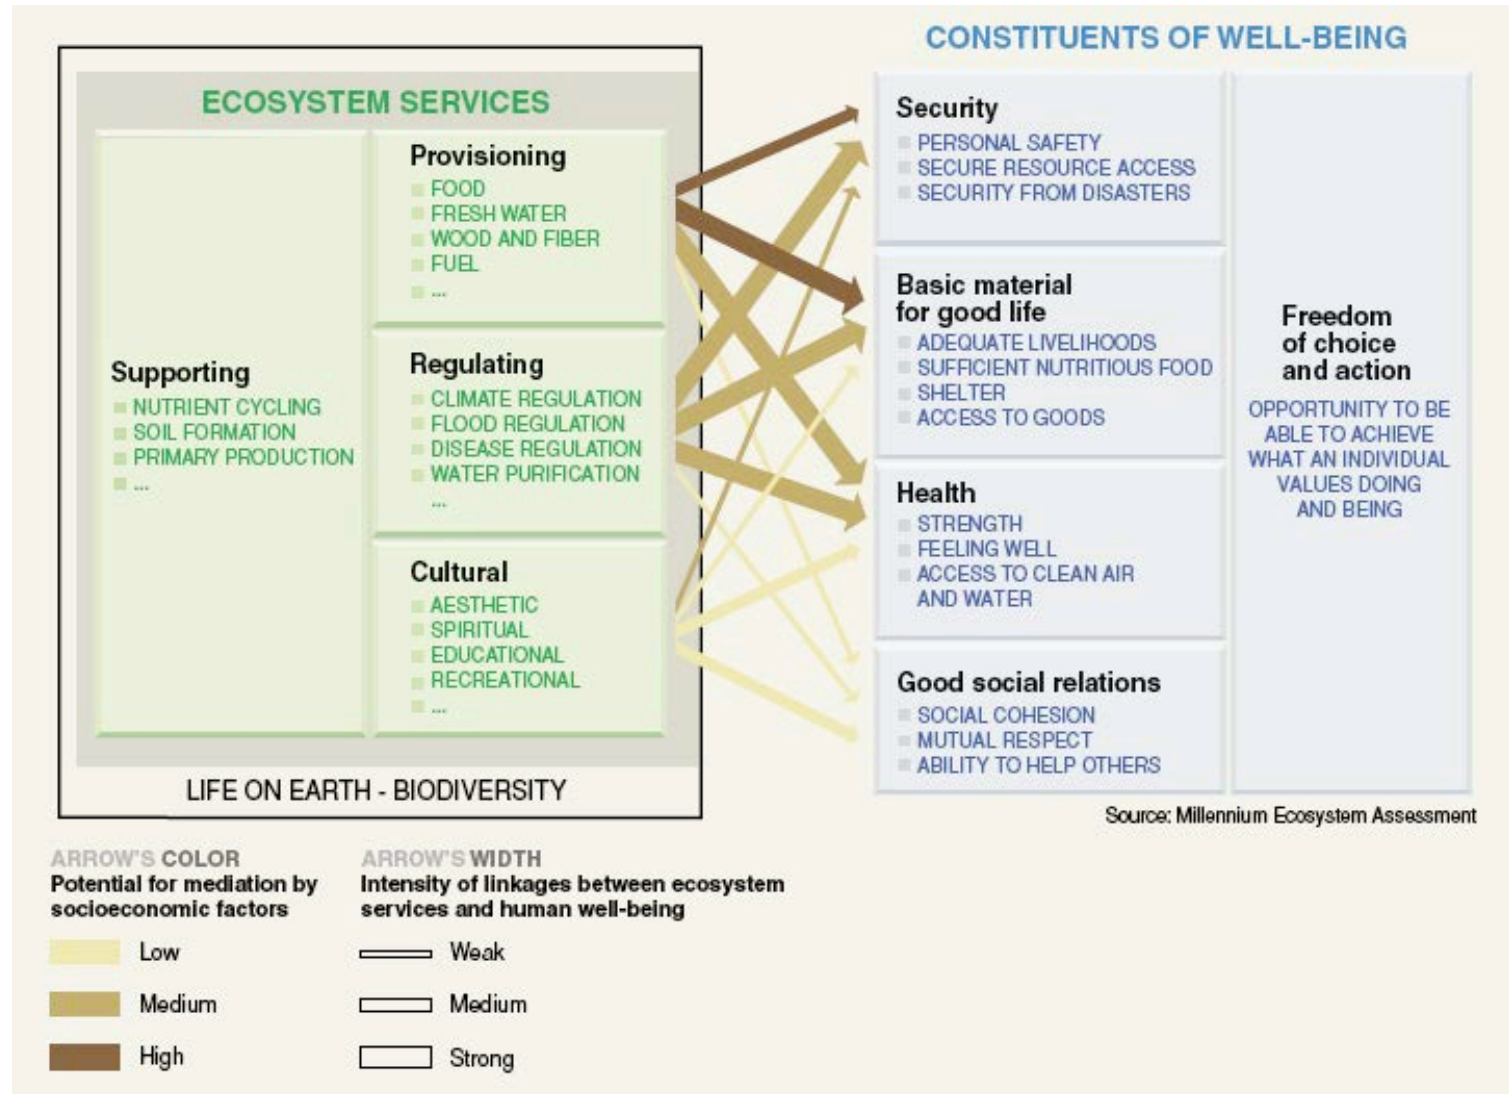 CONSTITUENTS OF WELL-BEING
ECOSYSTEM SERVICES
Supporting
NUTRIENT CYCLING
SOIL FORMATION
PRIMARY PRODUCTION
...
Provisioning
FOOD
FRESH WATER
WOOD AND FIBER
FUEL
...
Regulating
CLIMATE REGULATION
FLOOD REGULATION
DISEASE REGULATION
WATER PURIFICATION
...
Cultural
AESTHETIC
SPIRITUAL
EDUCATIONAL
RECREATIONAL
...
LIFE ON EARTH - BIODIVERSITY
Security
PERSONAL SAFETY
SECURE RESOURCE ACCESS
SECURITY FROM DISASTERS
Basic material
for good life
ADEQUATE LIVELIHOODS
SUFFICIENT NUTRITIOUS FOOD
SHELTER
ACCESS TO GOODS
Health
STRENGTH
FEELING WELL
ACCESS TO CLEAN AIR
AND WATER
Good social relations
SOCIAL COHESION
MUTUAL RESPECT
ABILITY TO HELP OTHERS
Freedom
of choice
and action
OPPORTUNITY TO BE
ABLE TO ACHIEVE
WHAT AN INDIVIDUAL
VALUES DOING
AND BEING
Source: Millennium Ecosystem Assessment
ARROW'S COLOR
Potential for mediation by
socioeconomic factors
Low
Medium
High
ARROW'S WIDTH
Intensity of linkages between ecosystem
services and human well-being
Weak
Medium
Strong